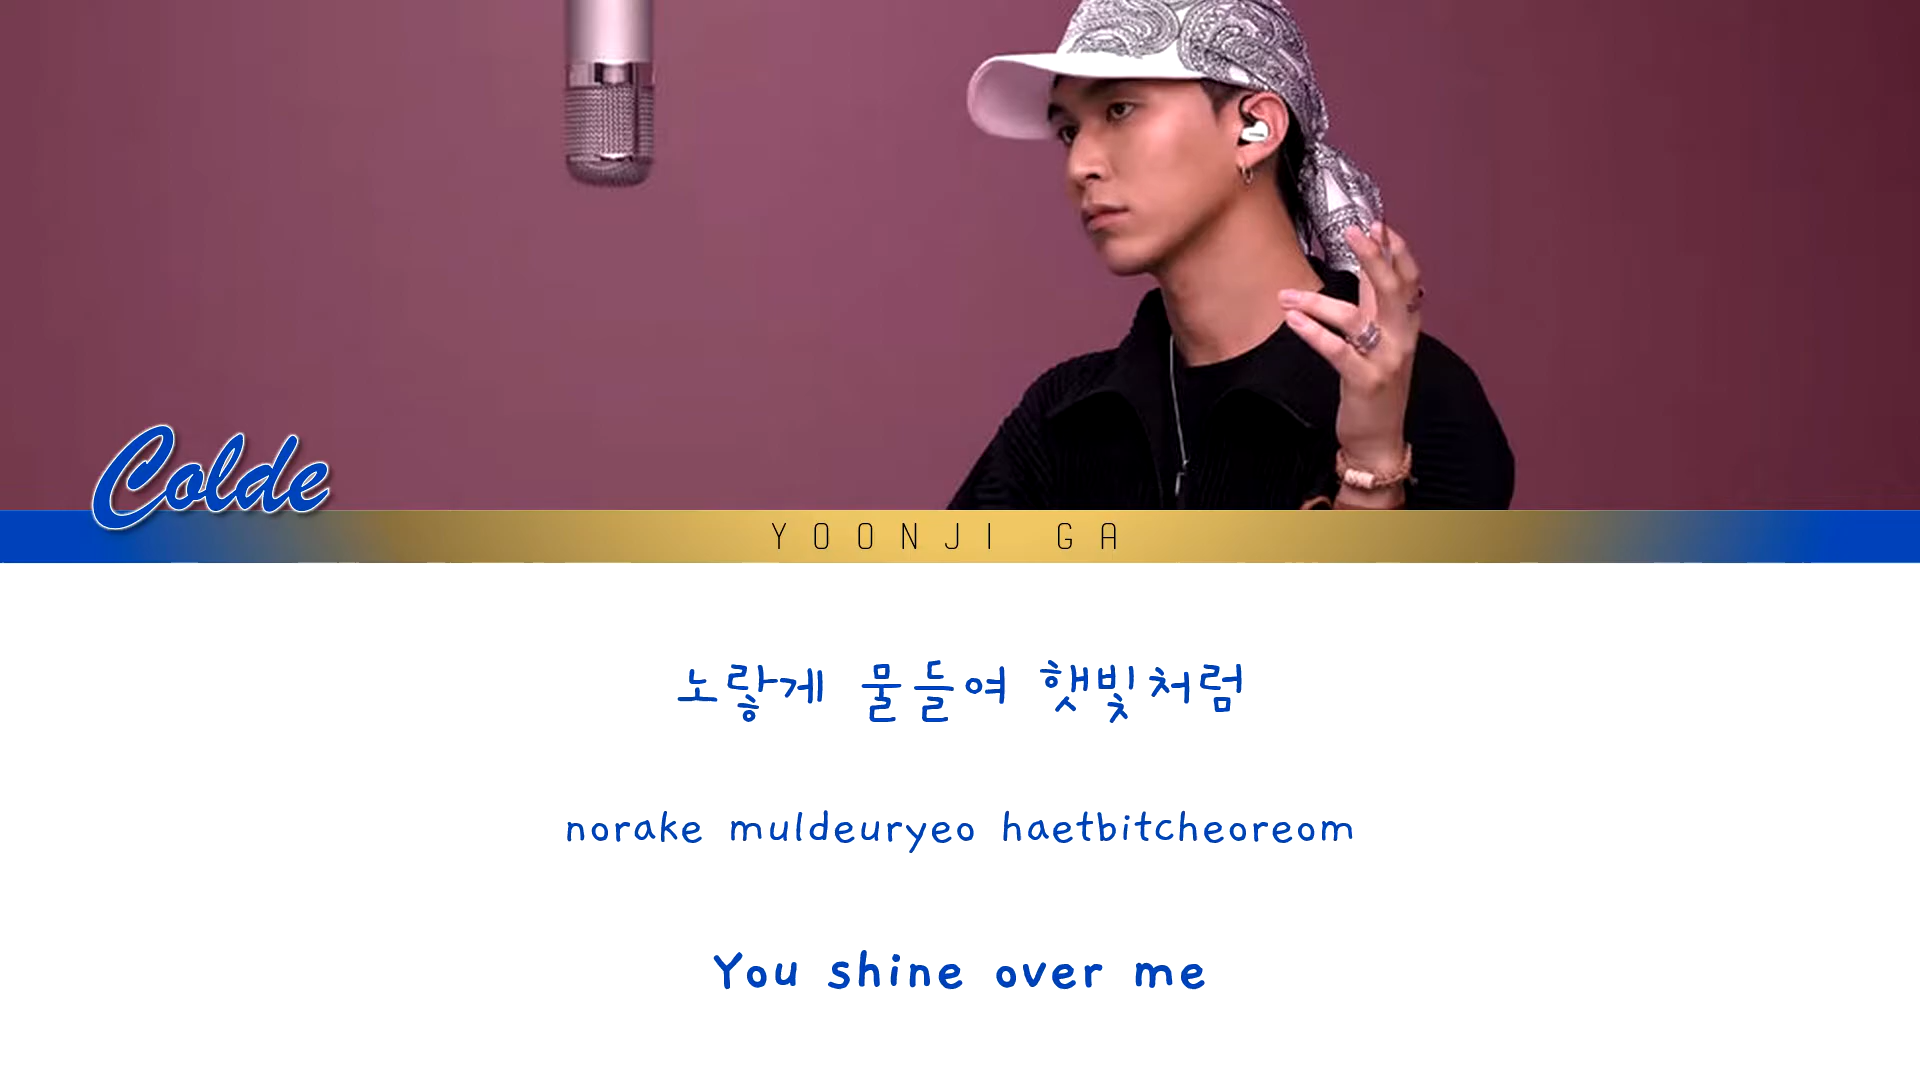 Colde
YOONJI GA
노랗게 물들여 햇빛처럼
norake muldeuryeo haetbitcheoreom
You shine over me